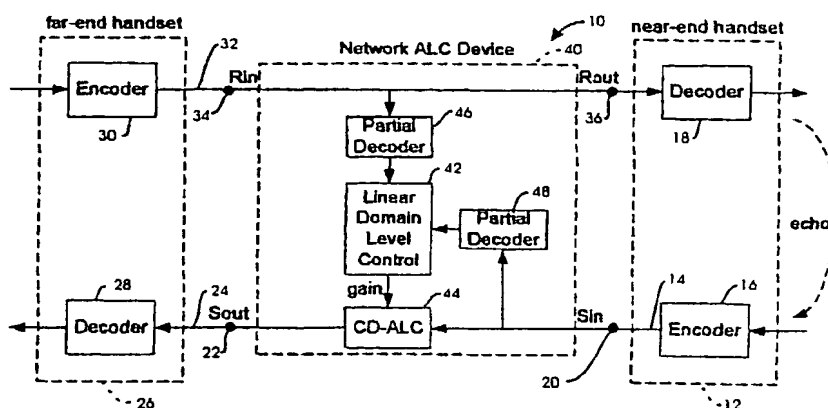 far-end handset
near-end handset
10
Network ALC Device
40
32
Encoder
30
Rin
34
Rout
36
Decoder
18
Partial
Decoder
46
42
Linear
Domain
Level
Control
48
Partial
Decoder
echo
gain
44
CD-ALC
28
Decoder
24
Sout
22
Sin
20
14
16
Encoder
26
12